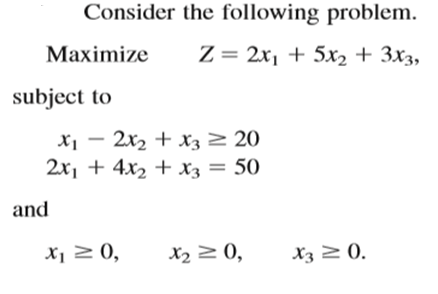 Consider the following problem.
Maximize Z = 2x₁ + 5x₂ + 3x₃,
subject to
x₁ − 2x₂ + x₃ ≥ 20
2x₁ + 4x₂ + x₃ = 50
and
x₁ ≥ 0, x₂ ≥ 0, x₃ ≥ 0.